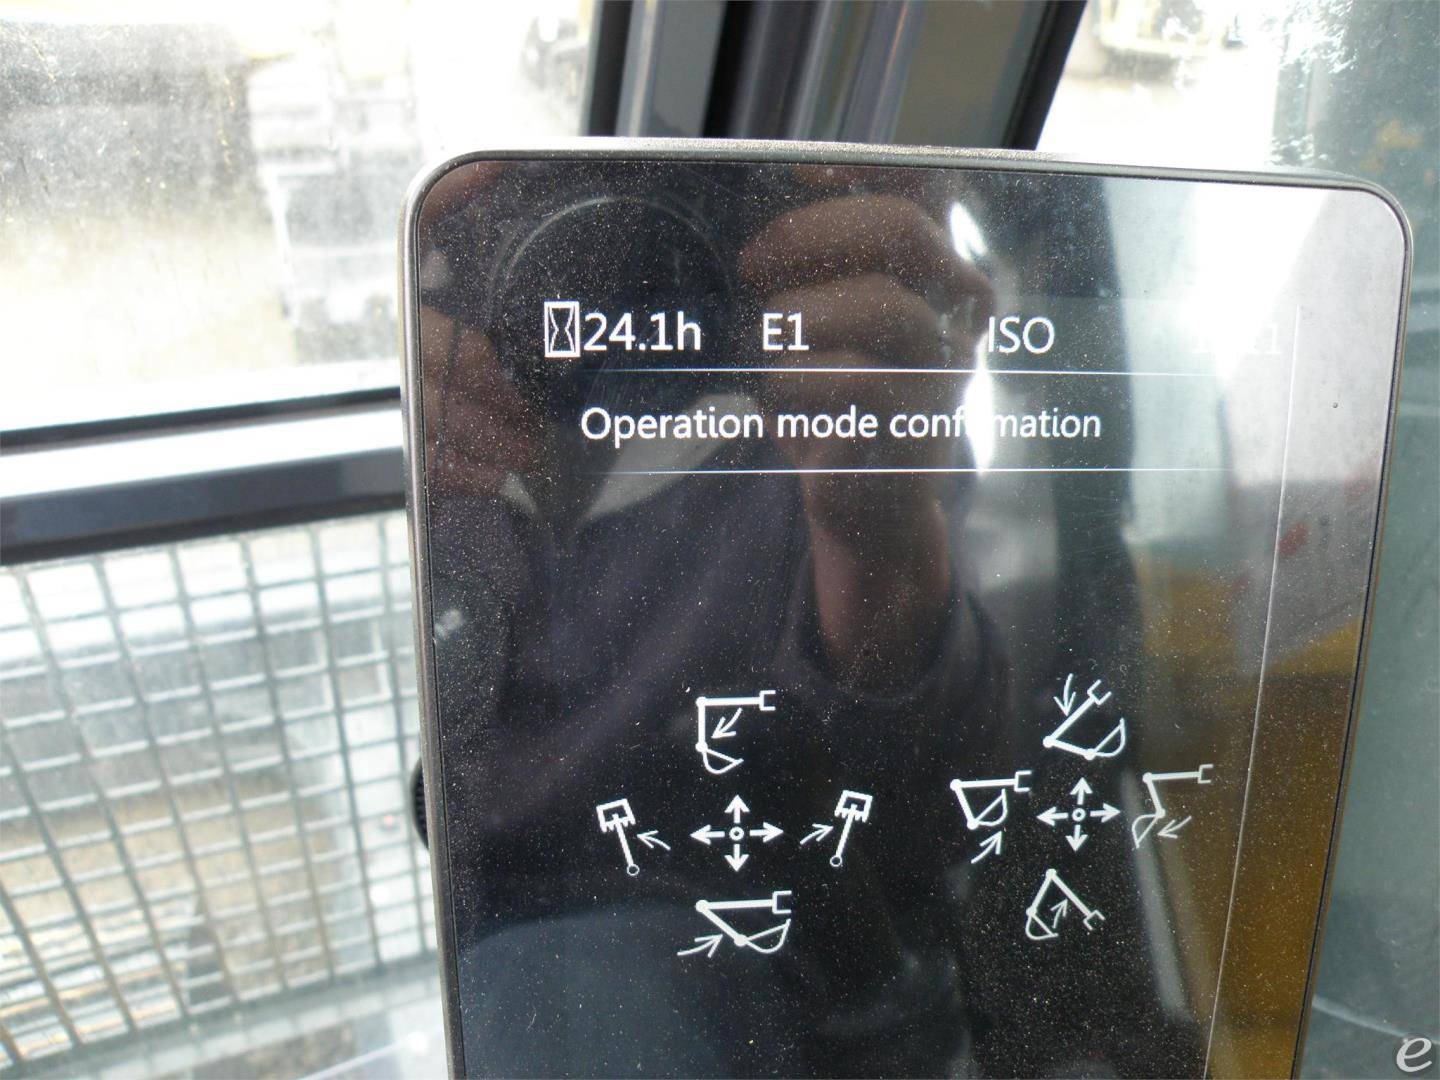 24.1h E1 ISO
Operation mode confirmation
e